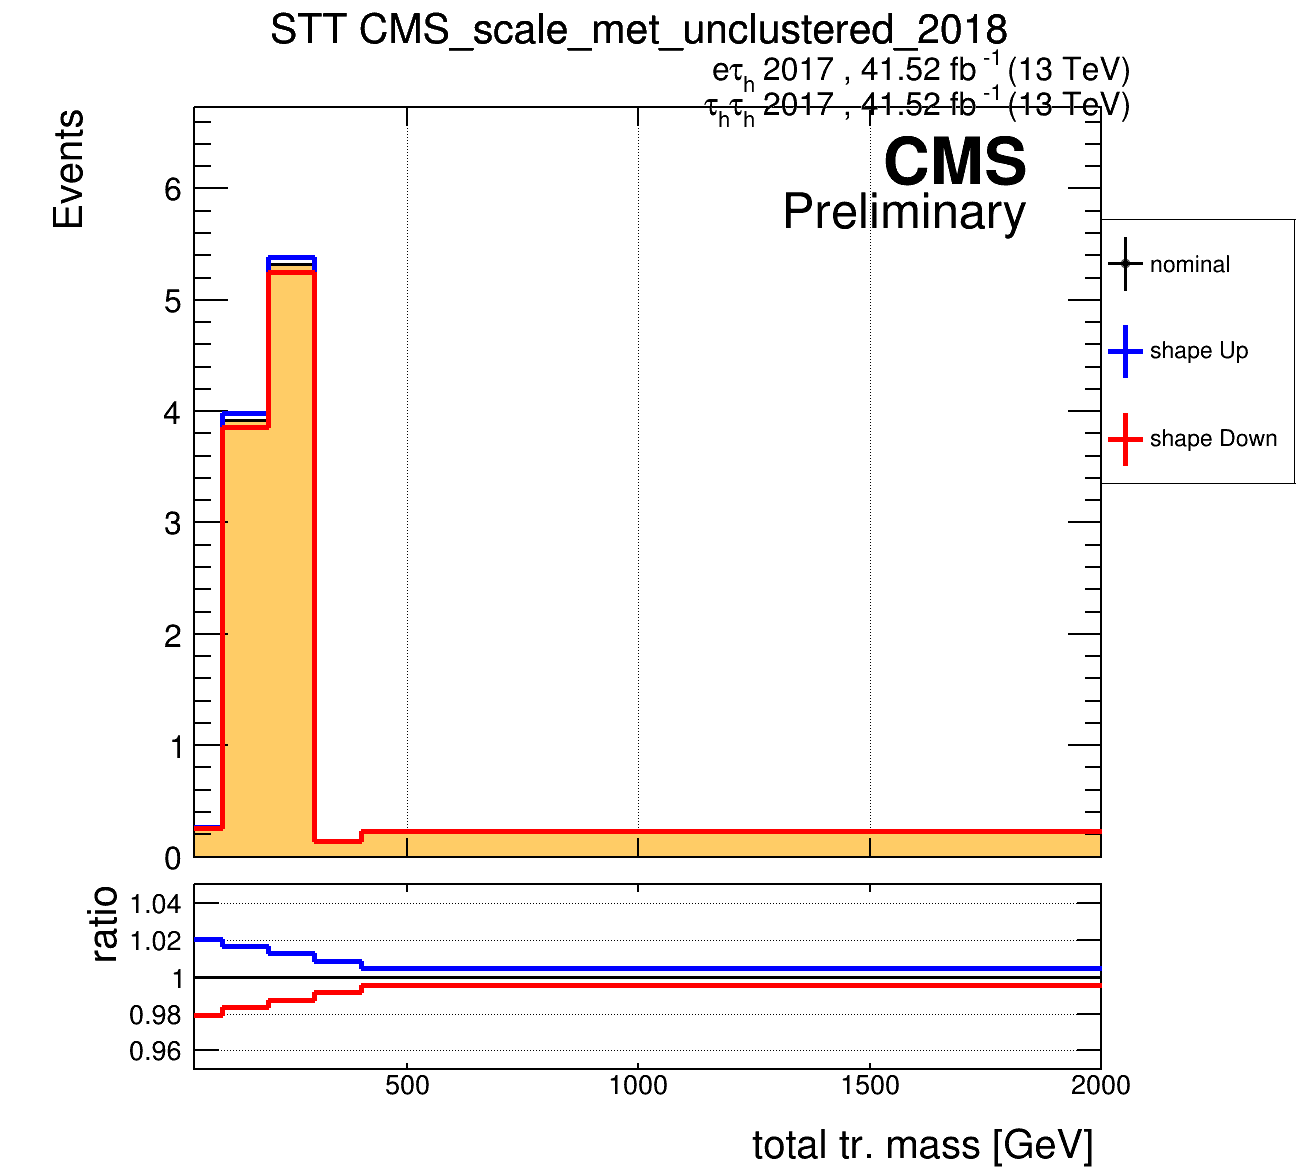 STT CMS_scale_met_unclustered_2018
eτh 2017 , 41.52 fb-1 (13 TeV)
τhτh 2017 , 41.52 fb-1 (13 TeV)
CMS
Preliminary
Events
6
5
4
3
2
1
0
nominal
shape Up
shape Down
ratio
1.04
1.02
1
0.98
0.96
500
1000
1500
2000
total tr. mass [GeV]